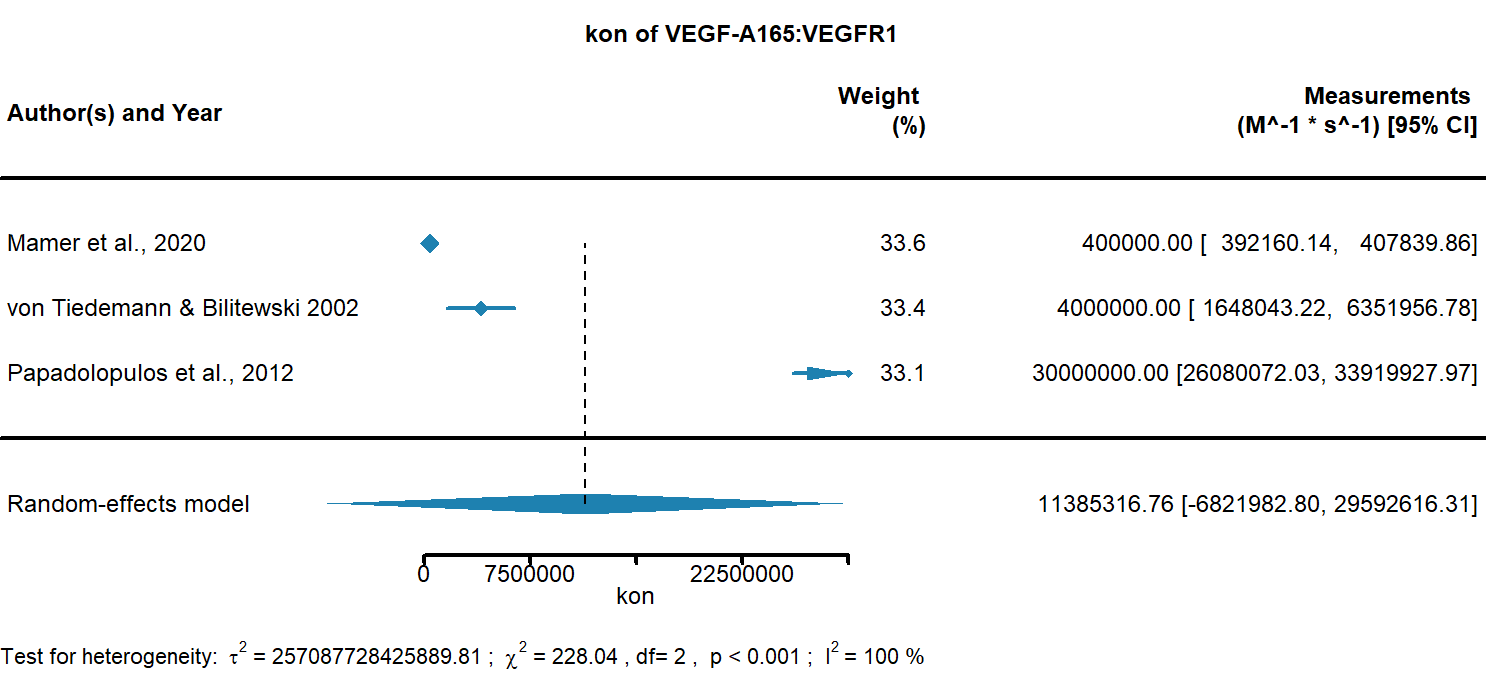 kon of VEGF-A165:VEGFR1
Author(s) and Year
Weight
(%)
Measurements
(M^-1 * s^-1) [95% CI]
Mamer et al., 2020 33.6 400000.00 [ 392160.14, 407839.86]
von Tiedemann & Bilitewski 2002 33.4 4000000.00 [ 1648043.22, 6351956.78]
Papadolopulos et al., 2012 33.1 30000000.00 [26080072.03, 33919927.97]
Random-effects model 11385316.76 [-6821982.80, 29592616.31]
0 7500000 22500000
kon
Test for heterogeneity: τ² = 257087728425889.81 ; χ² = 228.04 , df= 2 , p < 0.001 ; I² = 100 %